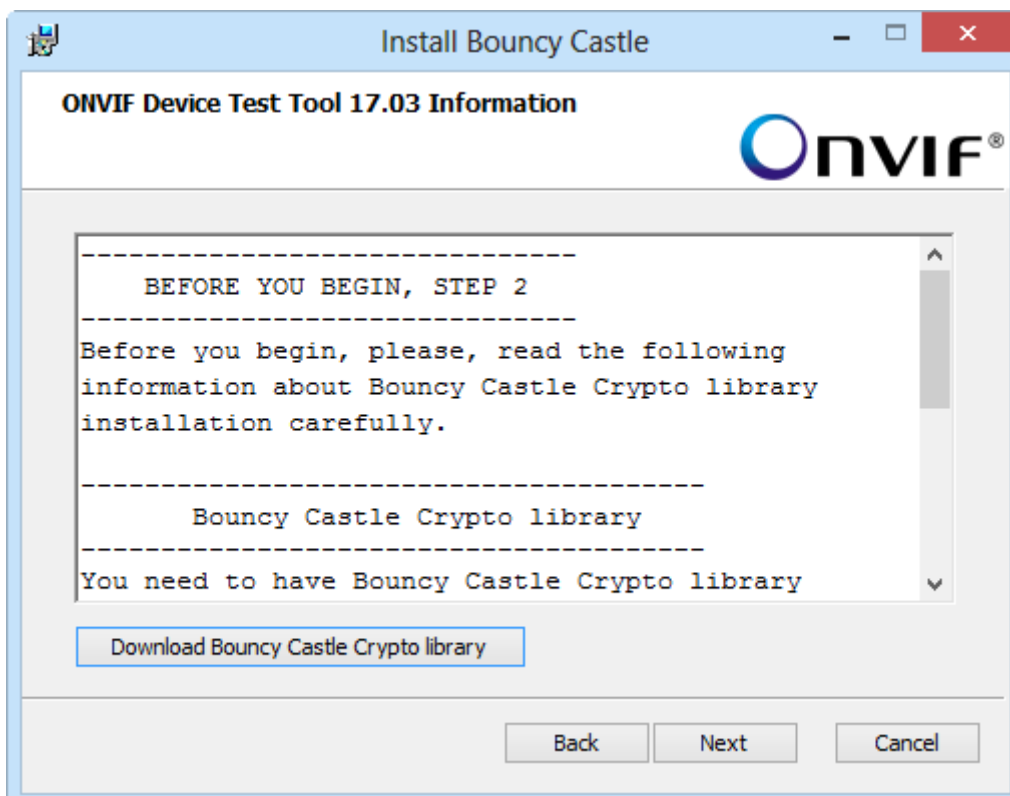 Install Bouncy Castle
ONVIF Device Test Tool 17.03 Information
ONVIF®
-------------------------------
BEFORE YOU BEGIN, STEP 2
-------------------------------
Before you begin, please, read the following
information about Bouncy Castle Crypto library
installation carefully.
---------------------------------------
Bouncy Castle Crypto library
---------------------------------------
You need to have Bouncy Castle Crypto library
Download Bouncy Castle Crypto library
Back Next Cancel